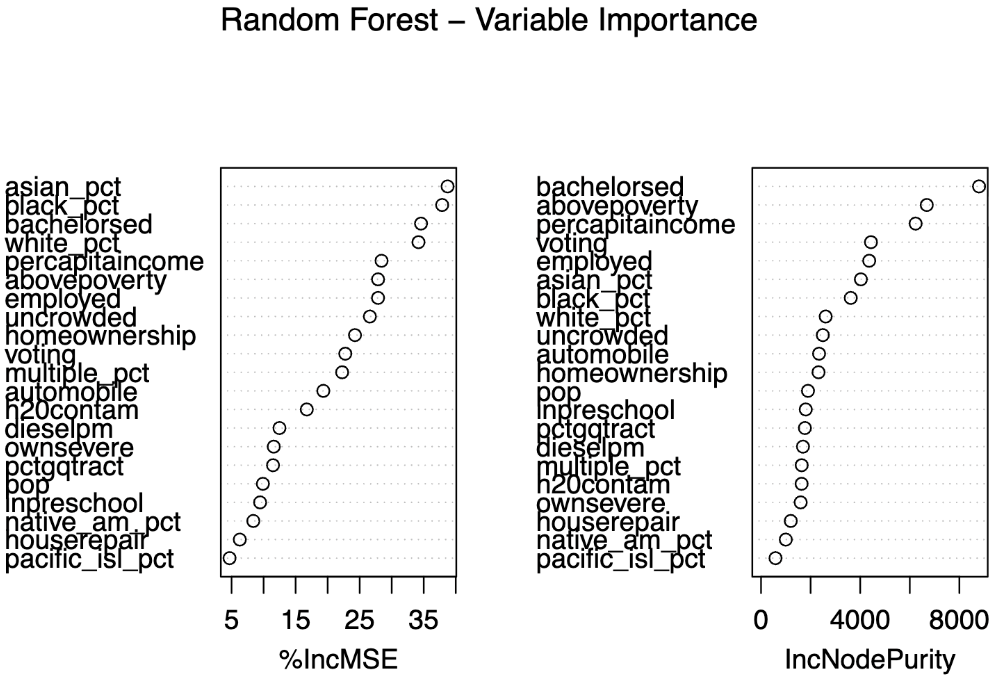 Random Forest – Variable Importance
asian_pct
black_pct
bachelorsed
white_pct
percapitaincome
abovepoverty
employed
uncrowded
homeownership
voting
multiple_pct
automobile
h20contam
dieselpm
ownsevere
pctgqtract
pop
Inpreschool
native_am_pct
houserepair
pacific_isl_pct
5 15 25 35
%IncMSE
bachelorsed
abovepoverty
percapitaincome
voting
employed
asian_pct
black_pct
white_pct
uncrowded
automobile
homeownership
pop
Inpreschool
pctgqtract
dieselpm
multiple_pct
h20contam
ownsevere
houserepair
native_am_pct
pacific_isl_pct
0 4000 8000
IncNodePurity